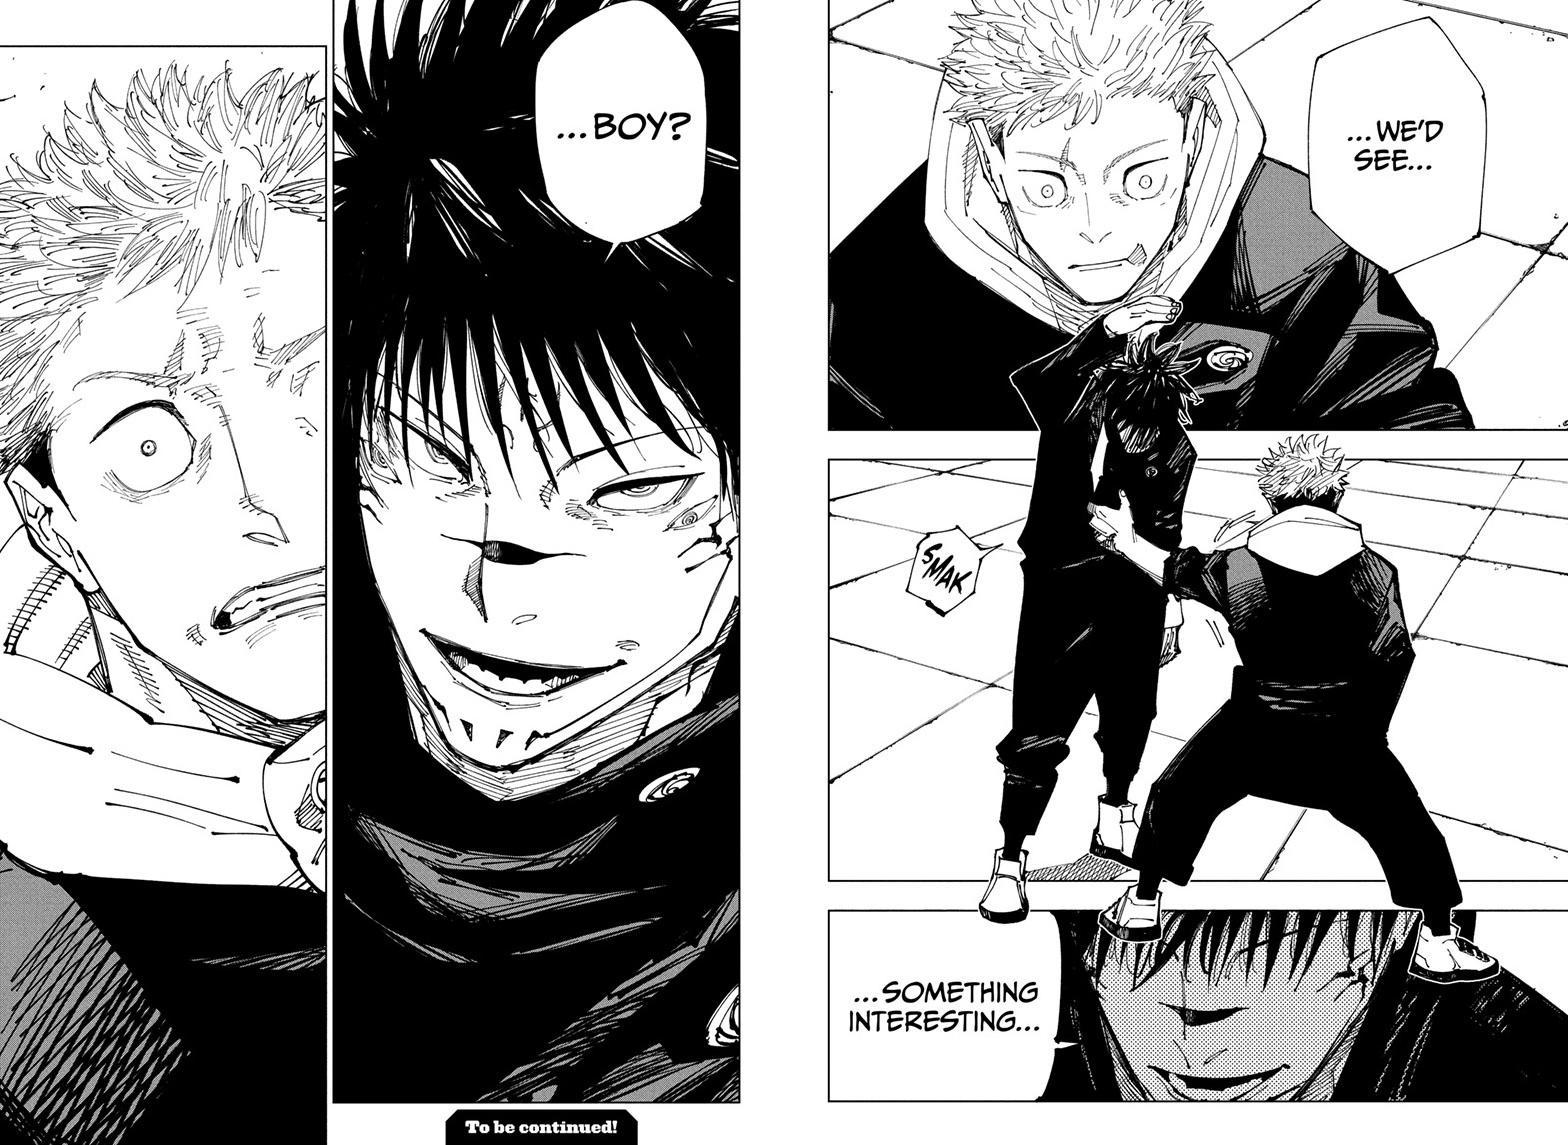 ...WE'D
SEE...
SMAK
...SOMETHING
INTERESTING...
...BOY?
To be continued!